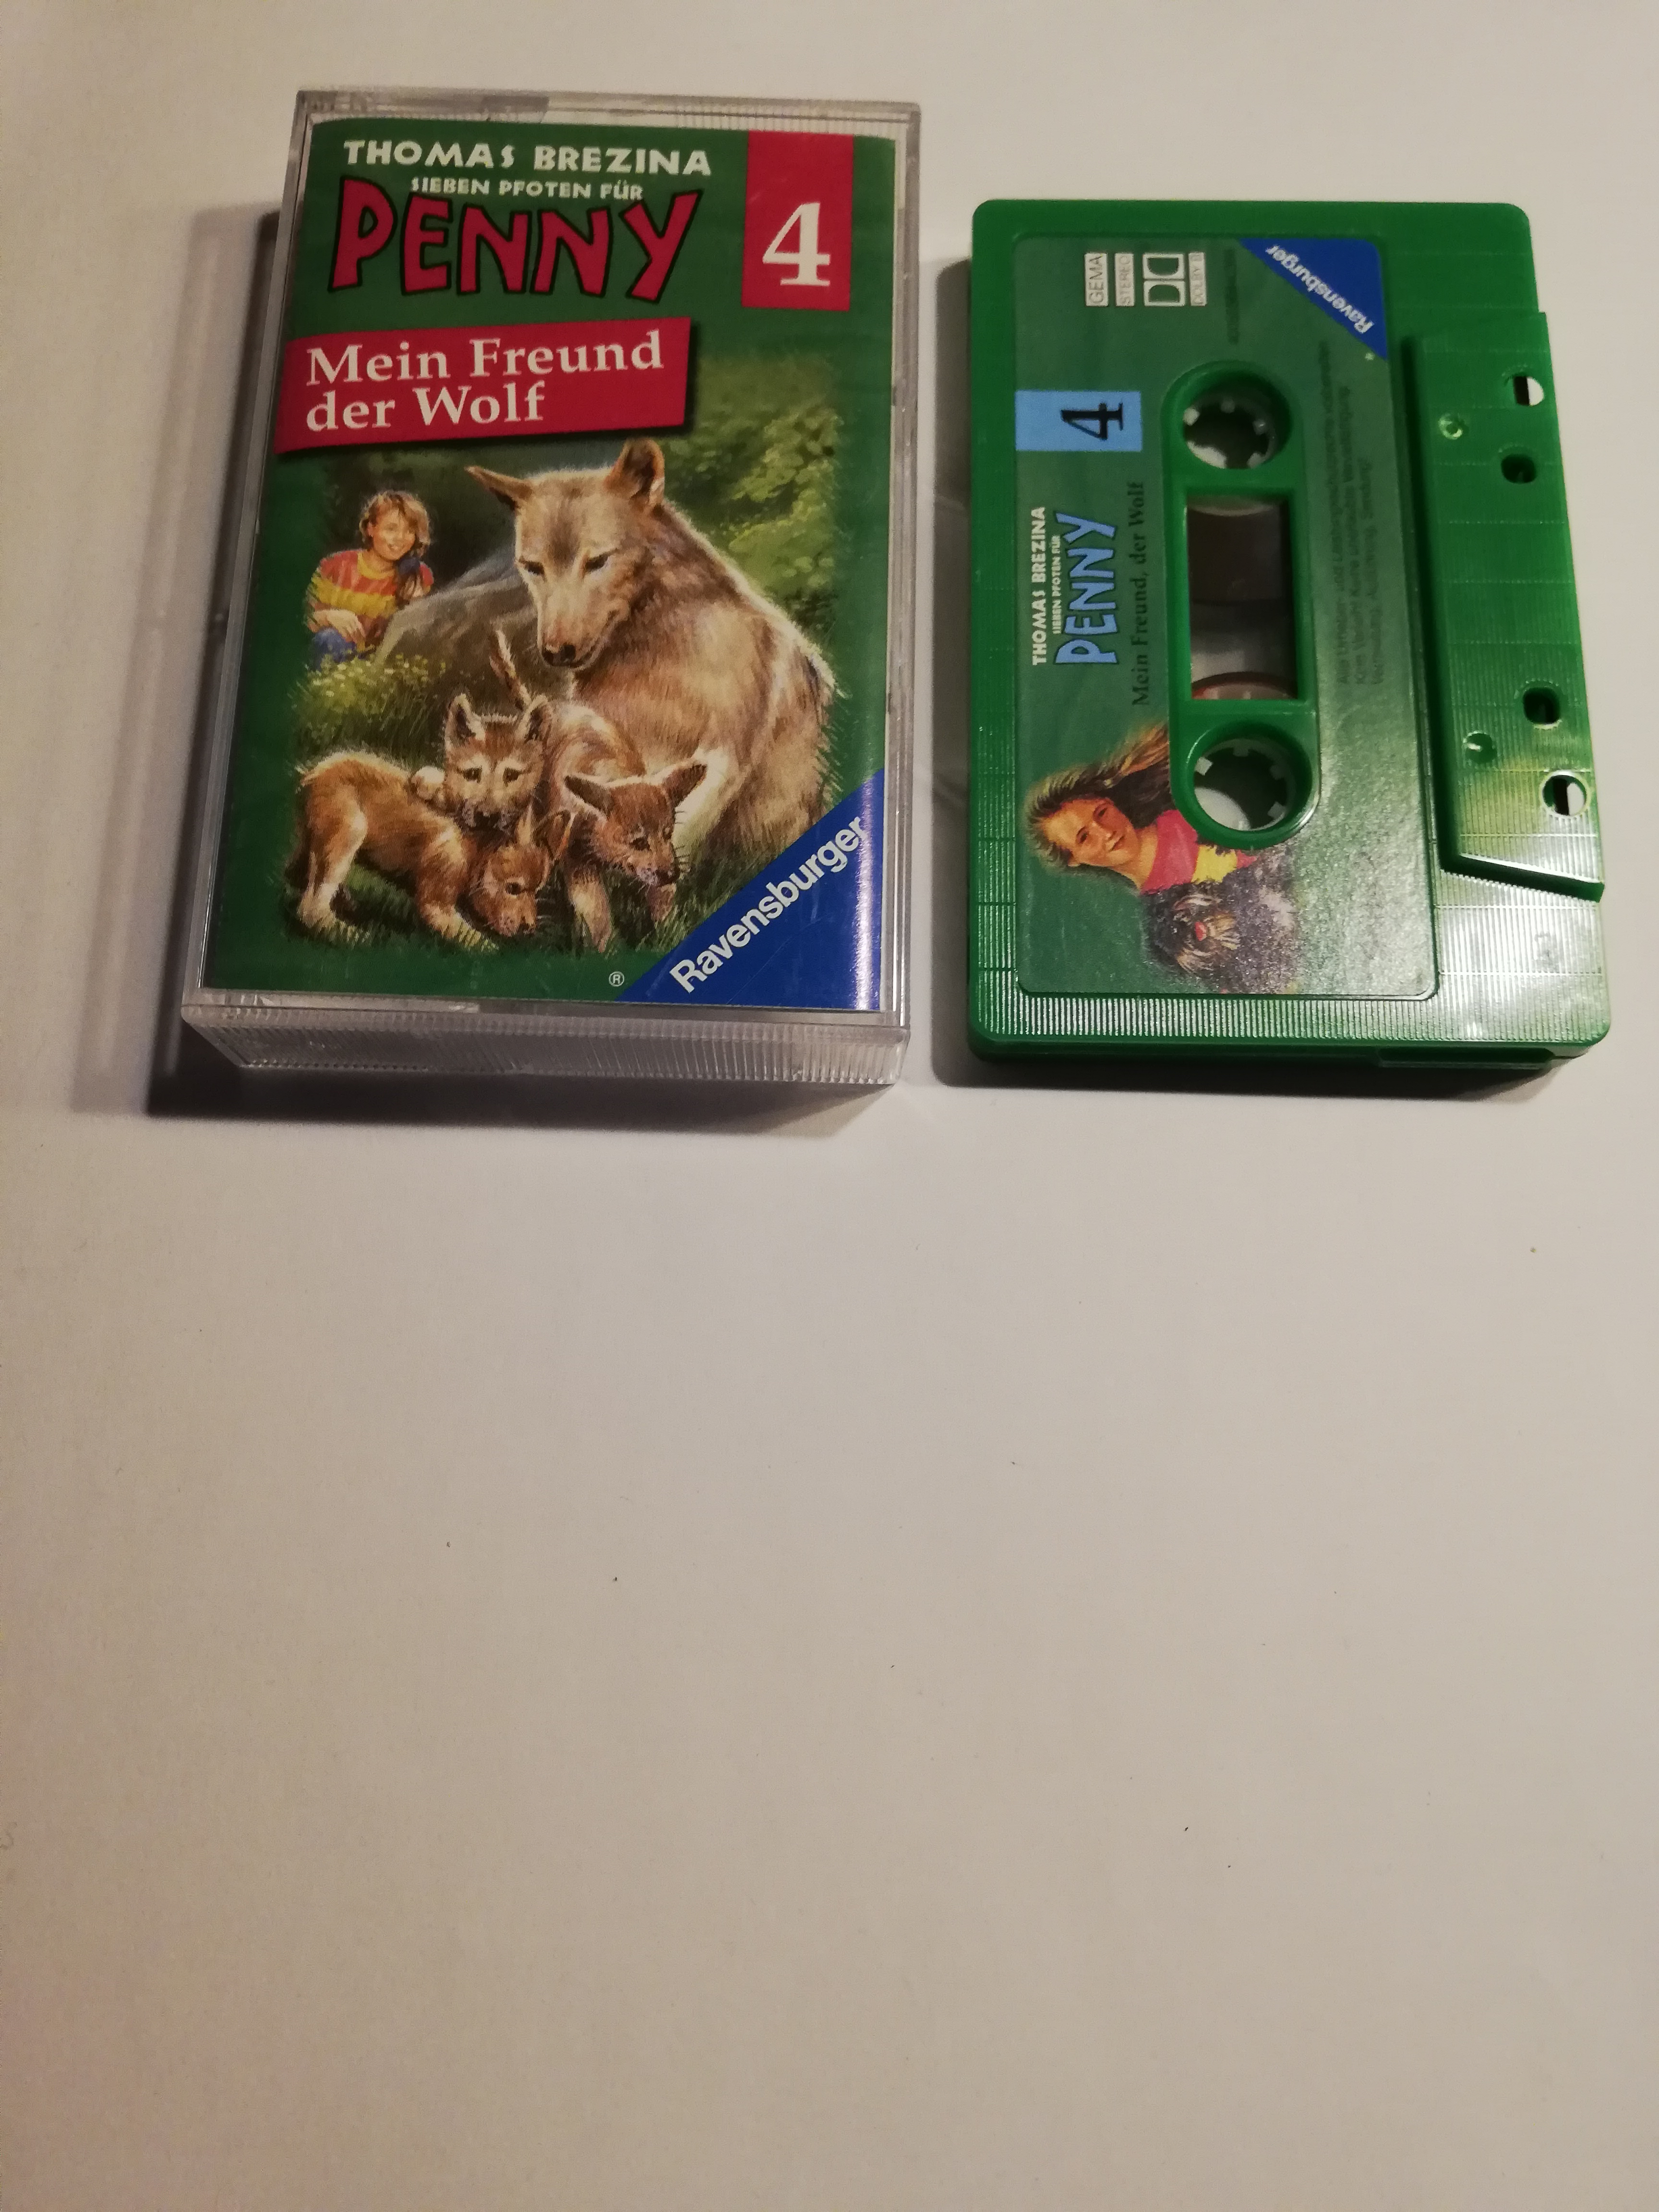 THOMAS BREZINA
SIEBEN PFOTEN FÜR
PENNY
4
Mein Freund
der Wolf
®
Ravensburger
THOMAS BREZINA
SIEBEN PFOTEN FÜR
PENNY
4
Mein Freund, der Wolf
GEMA
STEREO
DOLBY B
Ravensburger